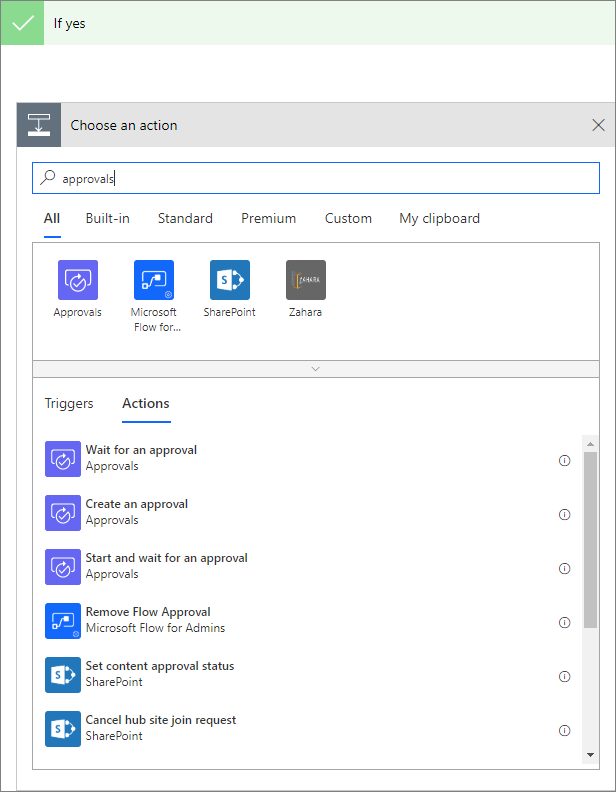 If yes
Choose an action
approvals
All Built-in Standard Premium Custom My clipboard
Approvals Microsoft Flow for... SharePoint Zahara
ZAHARA
Triggers Actions
Wait for an approval
Approvals
Create an approval
Approvals
Start and wait for an approval
Approvals
Remove Flow Approval
Microsoft Flow for Admins
Set content approval status
SharePoint
Cancel hub site join request
SharePoint